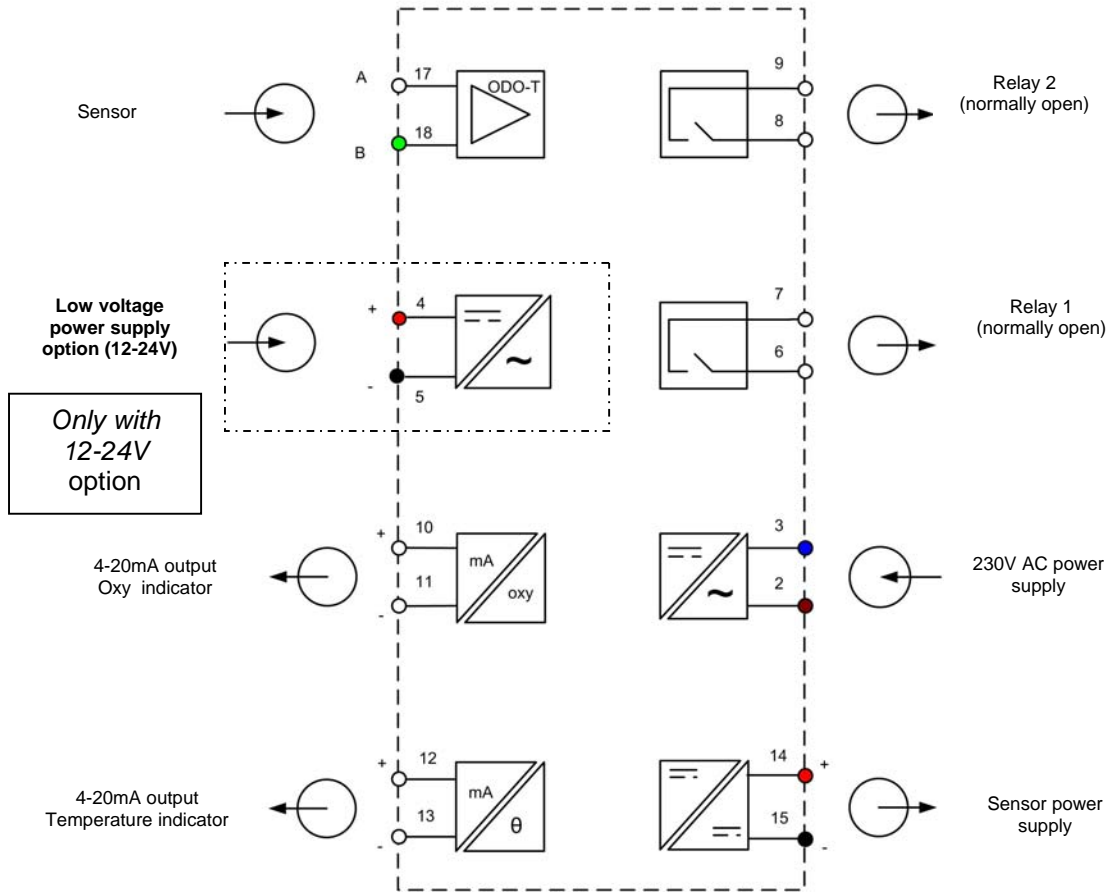 A
17
ODO-T
Sensor
18
B
9
8
Relay 2
(normally open)
Low voltage
power supply
option (12-24V)
+
4
~
-
5
7
6
Relay 1
(normally open)
Only with
12-24V
option
4-20mA output
Oxy indicator
+
10
mA
11
oxy
-
3
2
~
230V AC power
supply
4-20mA output
Temperature indicator
+
12
mA
13
θ
-
14
+
15
-
Sensor power
supply